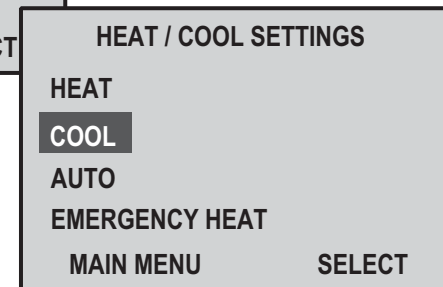 HEAT / COOL SETTINGS
HEAT
COOL
AUTO
EMERGENCY HEAT
MAIN MENU SELECT